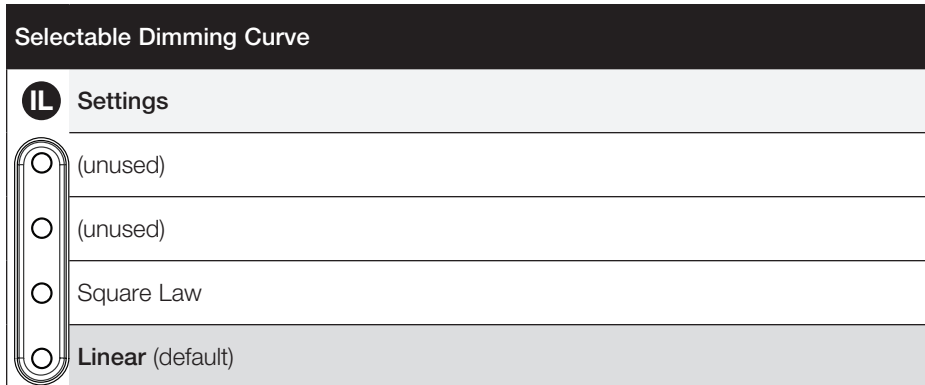 Selectable Dimming Curve
IL Settings
(unused)
(unused)
Square Law
Linear (default)